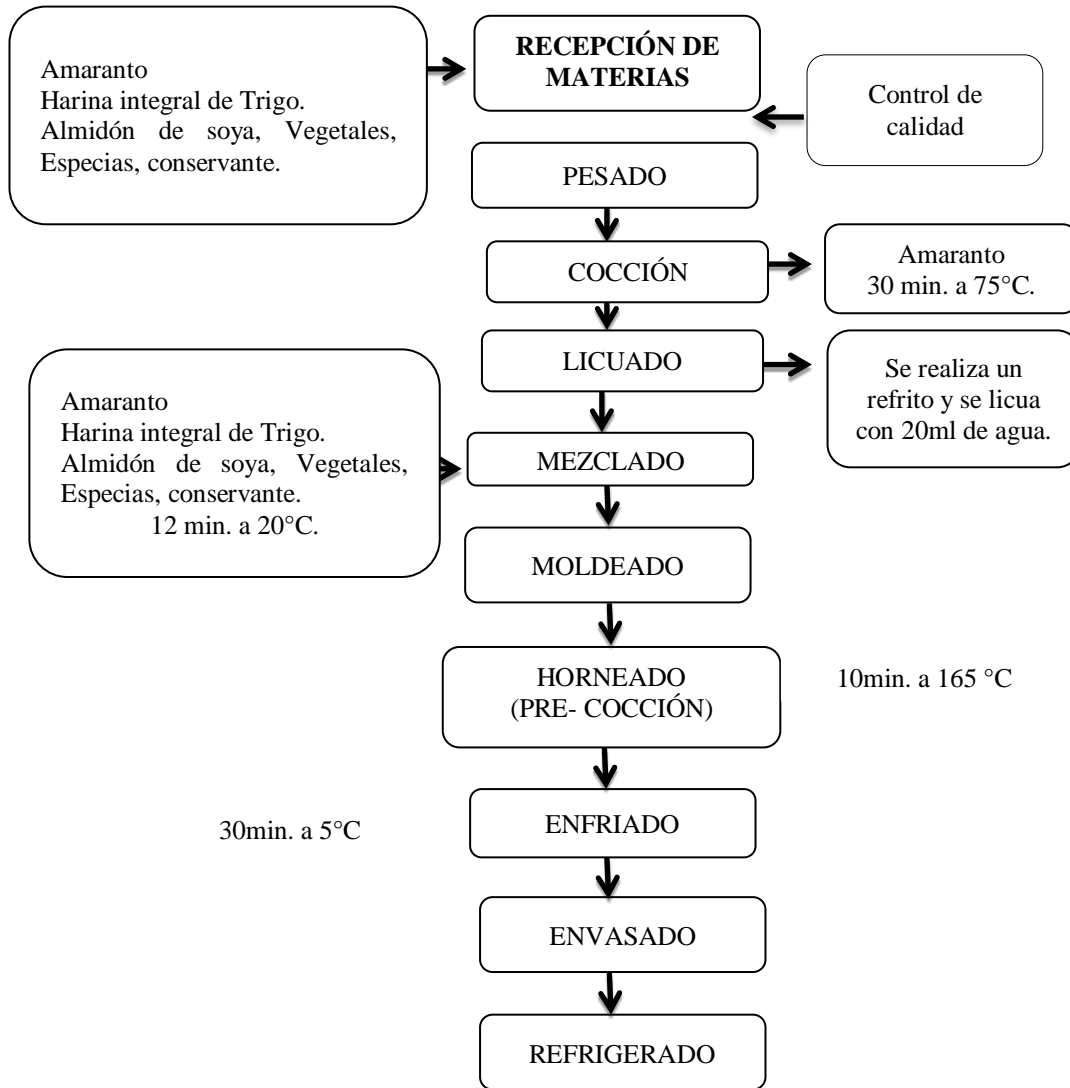 RECEPCIÓN DE
MATERIAS
Amaranto
Harina integral de Trigo.
Almidón de soya, Vegetales,
Especias, conservante.
Control de
calidad
PESADO
COCCIÓN
Amaranto
30 min. a 75°C.
LICUADO
Se realiza un
refrito y se licua
con 20ml de agua.
Amaranto
Harina integral de Trigo.
Almidón de soya, Vegetales,
Especias, conservante.
12 min. a 20°C.
MEZCLADO
MOLDEADO
HORNEADO
(PRE- COCCIÓN)
10min. a 165 °C
30min. a 5°C
ENFRIADO
ENVASADO
REFRIGERADO